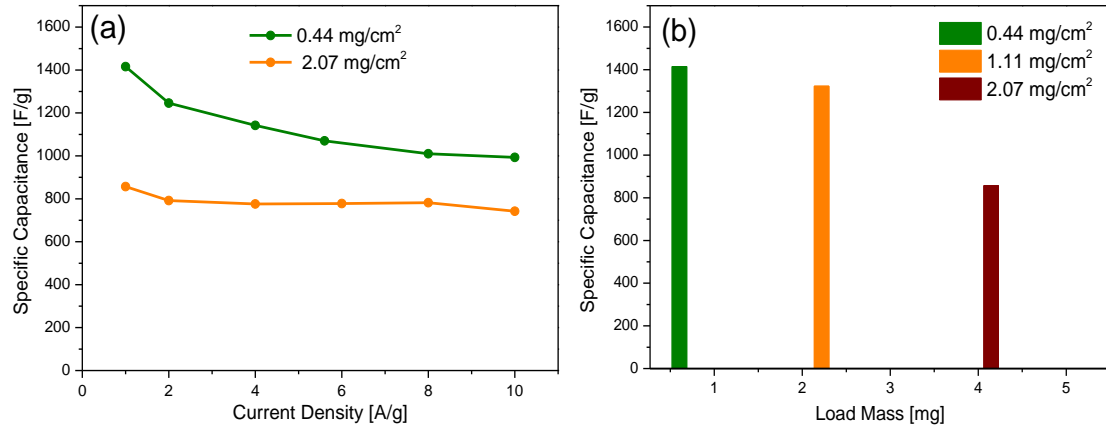 (a)
0.44 mg/cm²
2.07 mg/cm²
Specific Capacitance [F/g]
1600
1400
1200
1000
800
600
400
200
0
0 2 4 6 8 10
Current Density [A/g]
(b)
0.44 mg/cm²
1.11 mg/cm²
2.07 mg/cm²
Specific Capacitance [F/g]
1600
1400
1200
1000
800
600
400
200
0
1 2 3 4 5
Load Mass [mg]